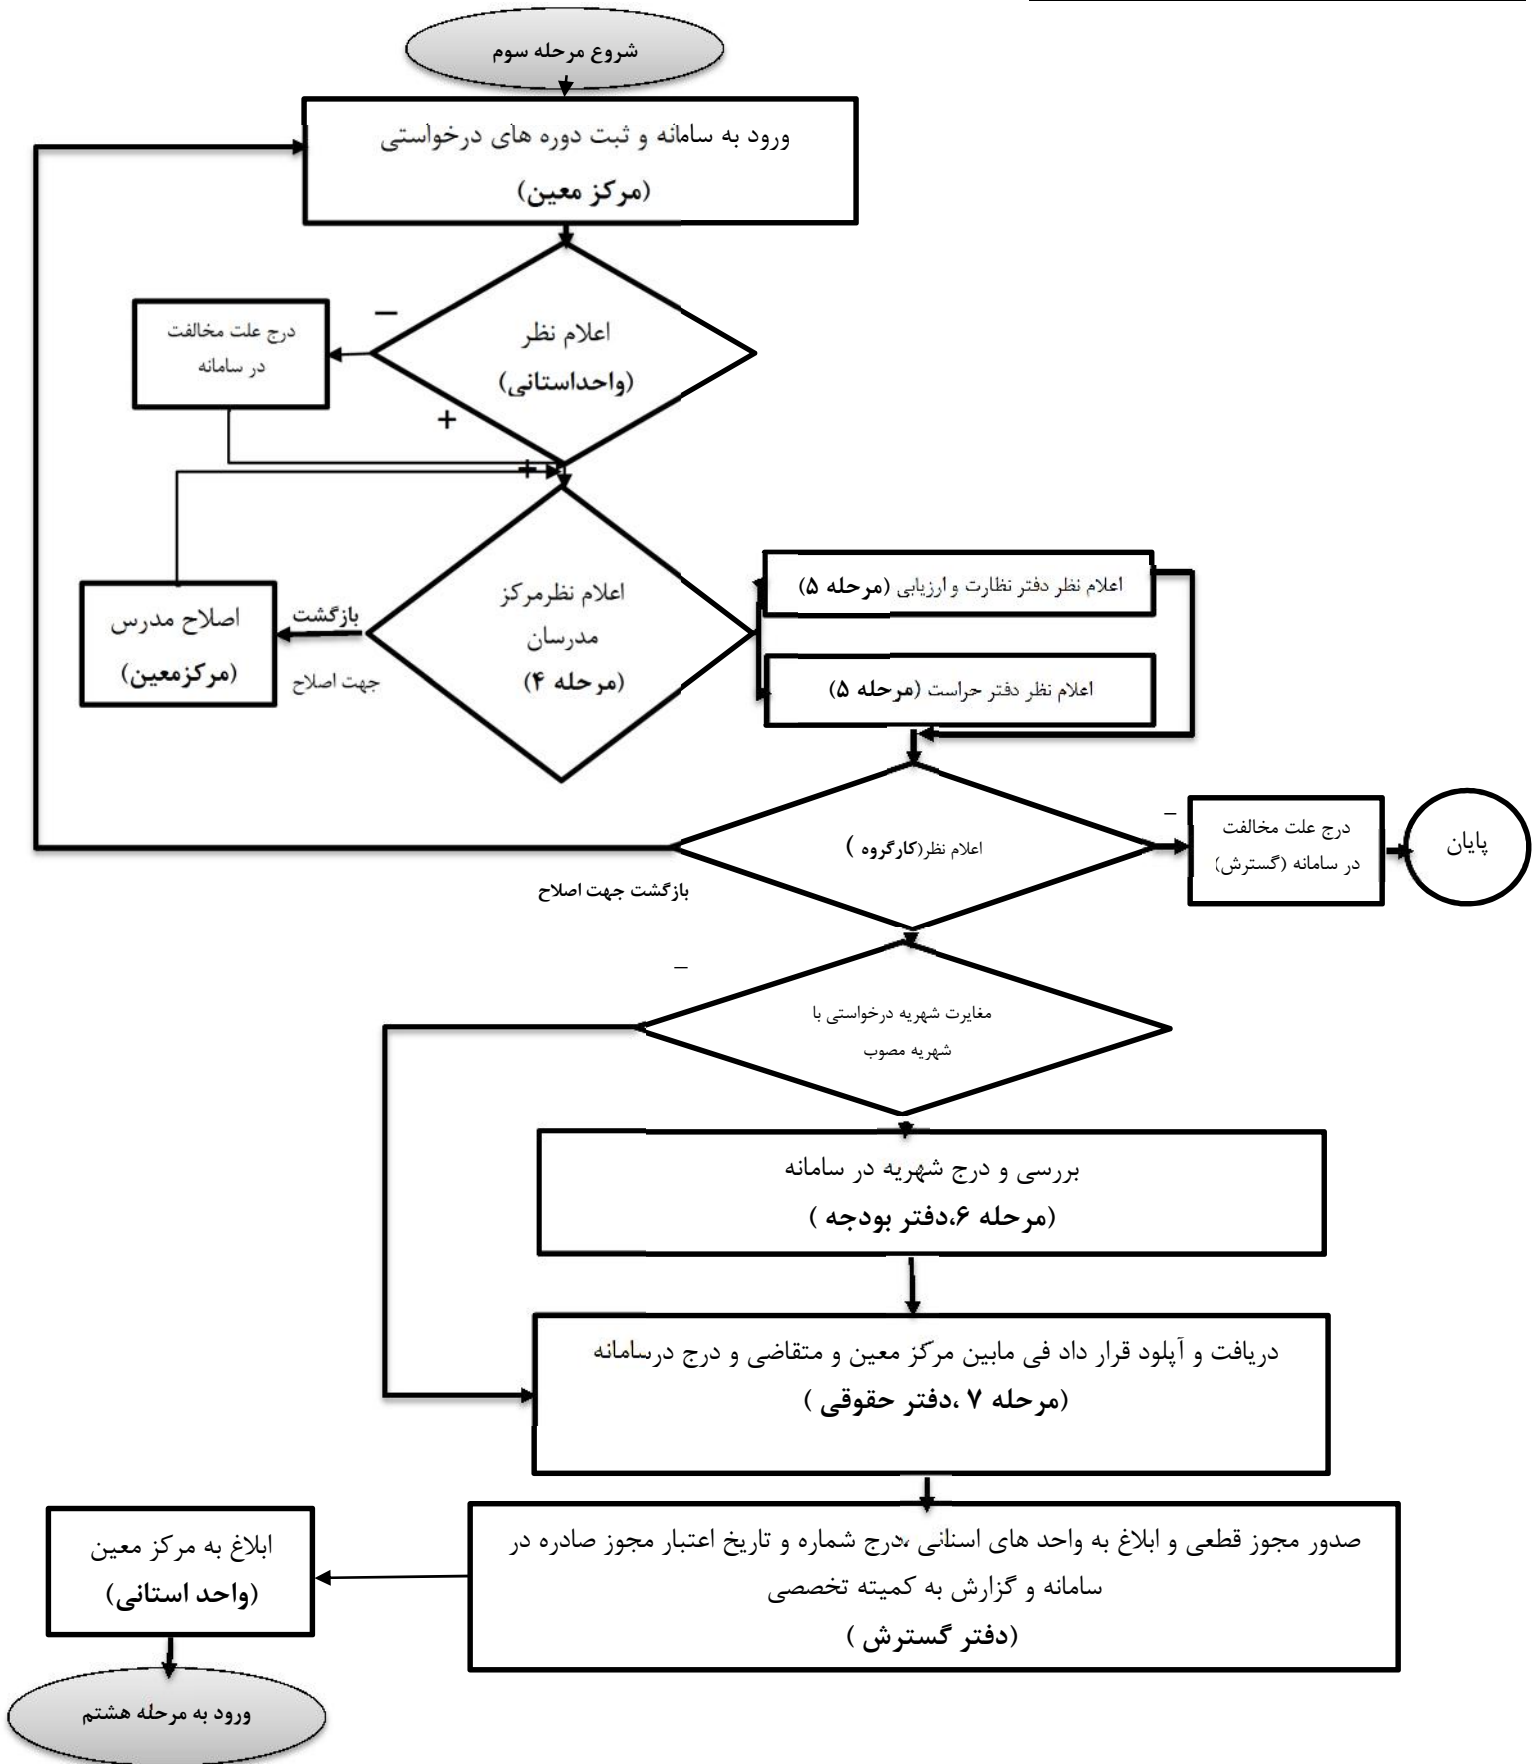 شروع مرحله سوم
ورود به سامانه و ثبت دوره های درخواستی
(مرکز معین)
اعلام نظر
(واحداستانی)
–
درج علت مخالفت
در سامانه
+
+
اعلام نظرمرکز
مدرسان
(مرحله ۴)
بازگشت
جهت اصلاح
اصلاح مدرس
(مرکزمعین)
اعلام نظر دفتر نظارت و ارزیابی (مرحله ۵)
اعلام نظر دفتر حراست (مرحله ۵)
اعلام نظر(کارگروه )
–
درج علت مخالفت
در سامانه (گسترش)
پایان
بازگشت جهت اصلاح
–
مغایرت شهریه درخواستی با
شهریه مصوب
بررسی و درج شهریه در سامانه
(مرحله ۶،دفتر بودجه )
دریافت و آپلود قرار داد فی مابین مرکز معین و متقاضی و درج درسامانه
(مرحله ۷ ،دفتر حقوقی )
صدور مجوز قطعی و ابلاغ به واحد های استانی ،درج شماره و تاریخ اعتبار مجوز صادره در
سامانه و گزارش به کمیته تخصصی
(دفتر گسترش )
ابلاغ به مرکز معین
(واحد استانی)
ورود به مرحله هشتم